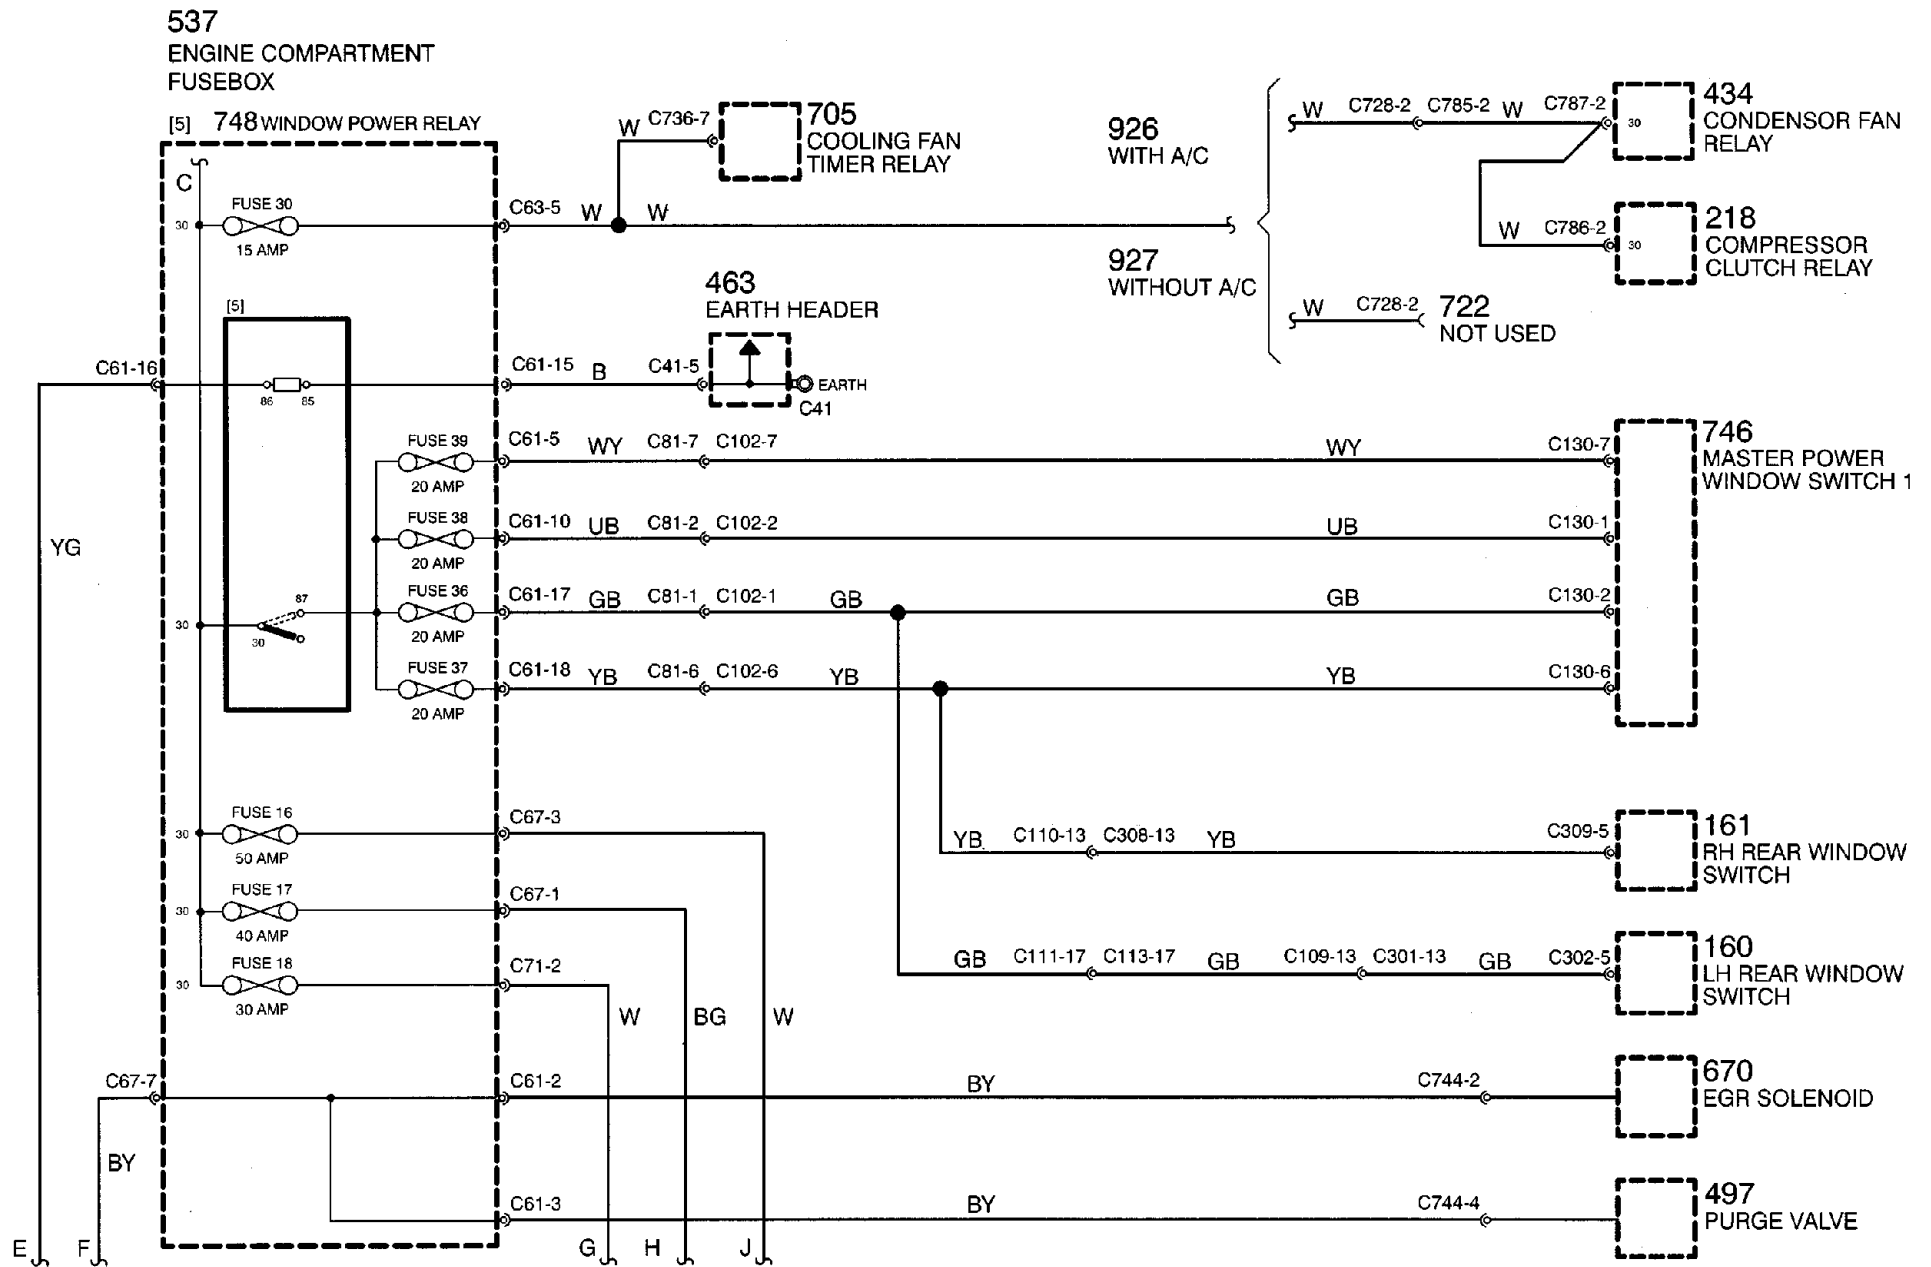 537
ENGINE COMPARTMENT
FUSEBOX
[5] 748 WINDOW POWER RELAY
C
30
FUSE 30
15 AMP
C63-5
W
W
W
C736-7
705
COOLING FAN
TIMER RELAY
926
WITH A/C
927
WITHOUT A/C
W
C728-2
C785-2
W
C787-2
30
434
CONDENSOR FAN
RELAY
W
C786-2
30
218
COMPRESSOR
CLUTCH RELAY
W
C728-2
722
NOT USED
463
EARTH HEADER
[5]
C61-16
86
85
C61-15
B
C41-5
EARTH
C41
FUSE 39
20 AMP
C61-5
WY
C81-7
C102-7
WY
C130-7
746
MASTER POWER
WINDOW SWITCH 1
FUSE 38
20 AMP
C61-10
UB
C81-2
C102-2
UB
C130-1
YG
30
30
87
FUSE 36
20 AMP
C61-17
GB
C81-1
C102-1
GB
GB
C130-2
FUSE 37
20 AMP
C61-18
YB
C81-6
C102-6
YB
YB
C130-6
30
FUSE 16
50 AMP
C67-3
YB
C110-13
C308-13
YB
C309-5
161
RH REAR WINDOW
SWITCH
30
FUSE 17
40 AMP
C67-1
30
FUSE 18
30 AMP
C71-2
GB
C111-17
C113-17
GB
C109-13
C301-13
GB
C302-5
160
LH REAR WINDOW
SWITCH
W
BG
W
C67-7
C61-2
BY
C744-2
670
EGR SOLENOID
BY
C61-3
BY
C744-4
497
PURGE VALVE
E
F
G
H
J